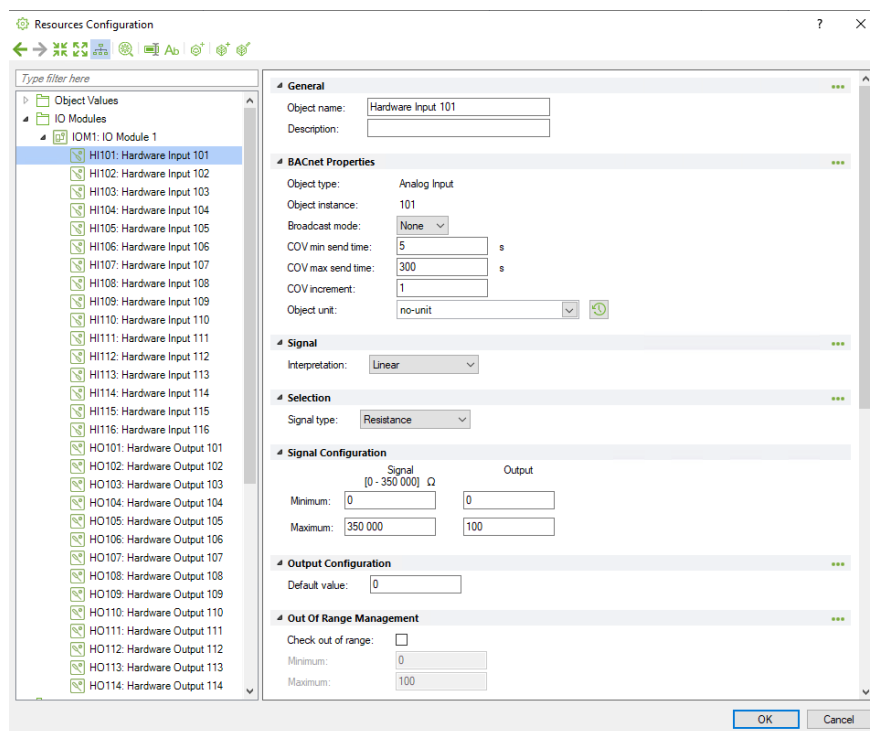 Resources Configuration
?
Ab
Type filter here
Object Values
IO Modules
IOM1: IO Module 1
HI101: Hardware Input 101
HI102: Hardware Input 102
HI103: Hardware Input 103
HI104: Hardware Input 104
HI105: Hardware Input 105
HI106: Hardware Input 106
HI107: Hardware Input 107
HI108: Hardware Input 108
HI109: Hardware Input 109
HI110: Hardware Input 110
HI111: Hardware Input 111
HI112: Hardware Input 112
HI113: Hardware Input 113
HI114: Hardware Input 114
HI115: Hardware Input 115
HI116: Hardware Input 116
HO101: Hardware Output 101
HO102: Hardware Output 102
HO103: Hardware Output 103
HO104: Hardware Output 104
HO105: Hardware Output 105
HO106: Hardware Output 106
HO107: Hardware Output 107
HO108: Hardware Output 108
HO109: Hardware Output 109
HO110: Hardware Output 110
HO111: Hardware Output 111
HO112: Hardware Output 112
HO113: Hardware Output 113
HO114: Hardware Output 114
General
Object name: Hardware Input 101
Description:
BACnet Properties
Object type: Analog Input
Object instance: 101
Broadcast mode: None
COV min send time: 5 s
COV max send time: 300 s
COV increment: 1
Object unit: no-unit
Signal
Interpretation: Linear
Selection
Signal type: Resistance
Signal Configuration
Signal Output
[0 - 350 000] Ω
Minimum: 0 0
Maximum: 350 000 100
Output Configuration
Default value: 0
Out Of Range Management
Check out of range:
Minimum: 0
Maximum: 100
OK Cancel